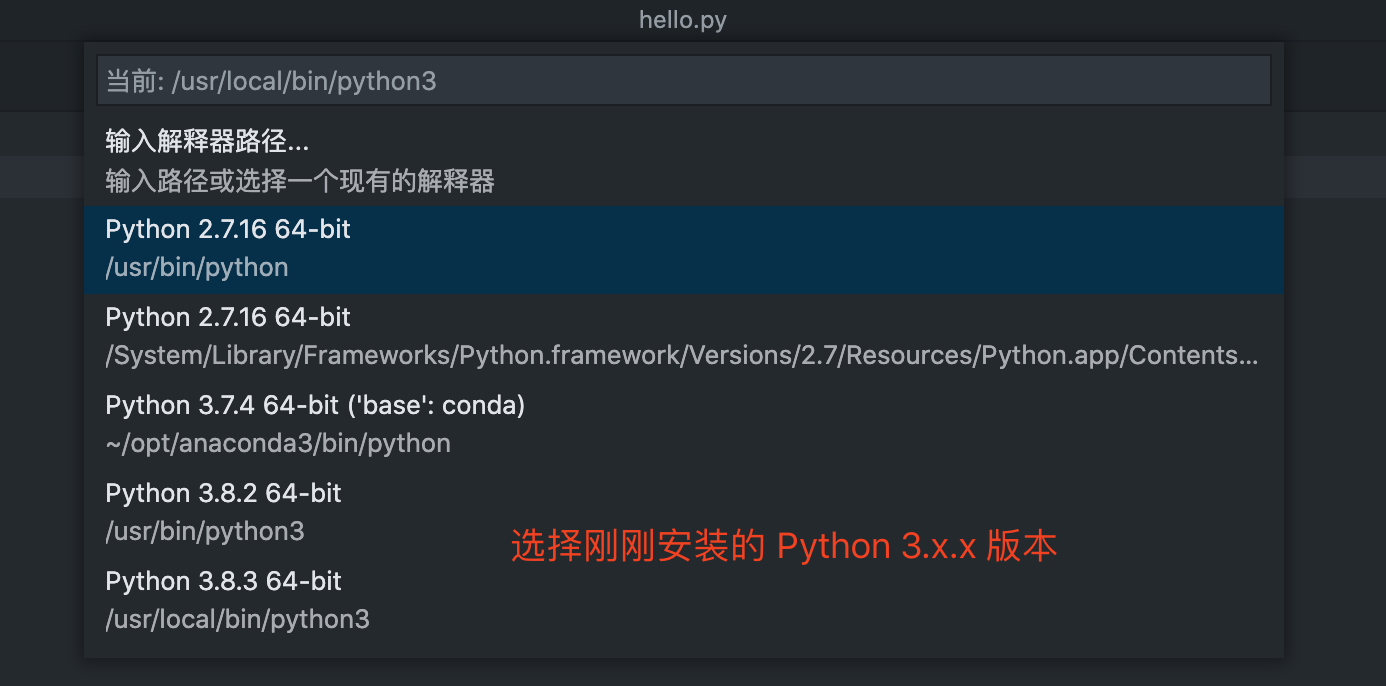 hello.py
当前: /usr/local/bin/python3
输入解释器路径...
输入路径或选择一个现有的解释器
Python 2.7.16 64-bit
/usr/bin/python
Python 2.7.16 64-bit
/System/Library/Frameworks/Python.framework/Versions/2.7/Resources/Python.app/Contents...
Python 3.7.4 64-bit ('base': conda)
~/opt/anaconda3/bin/python
Python 3.8.2 64-bit
/usr/bin/python3
选择刚刚安装的 Python 3.x.x 版本
Python 3.8.3 64-bit
/usr/local/bin/python3